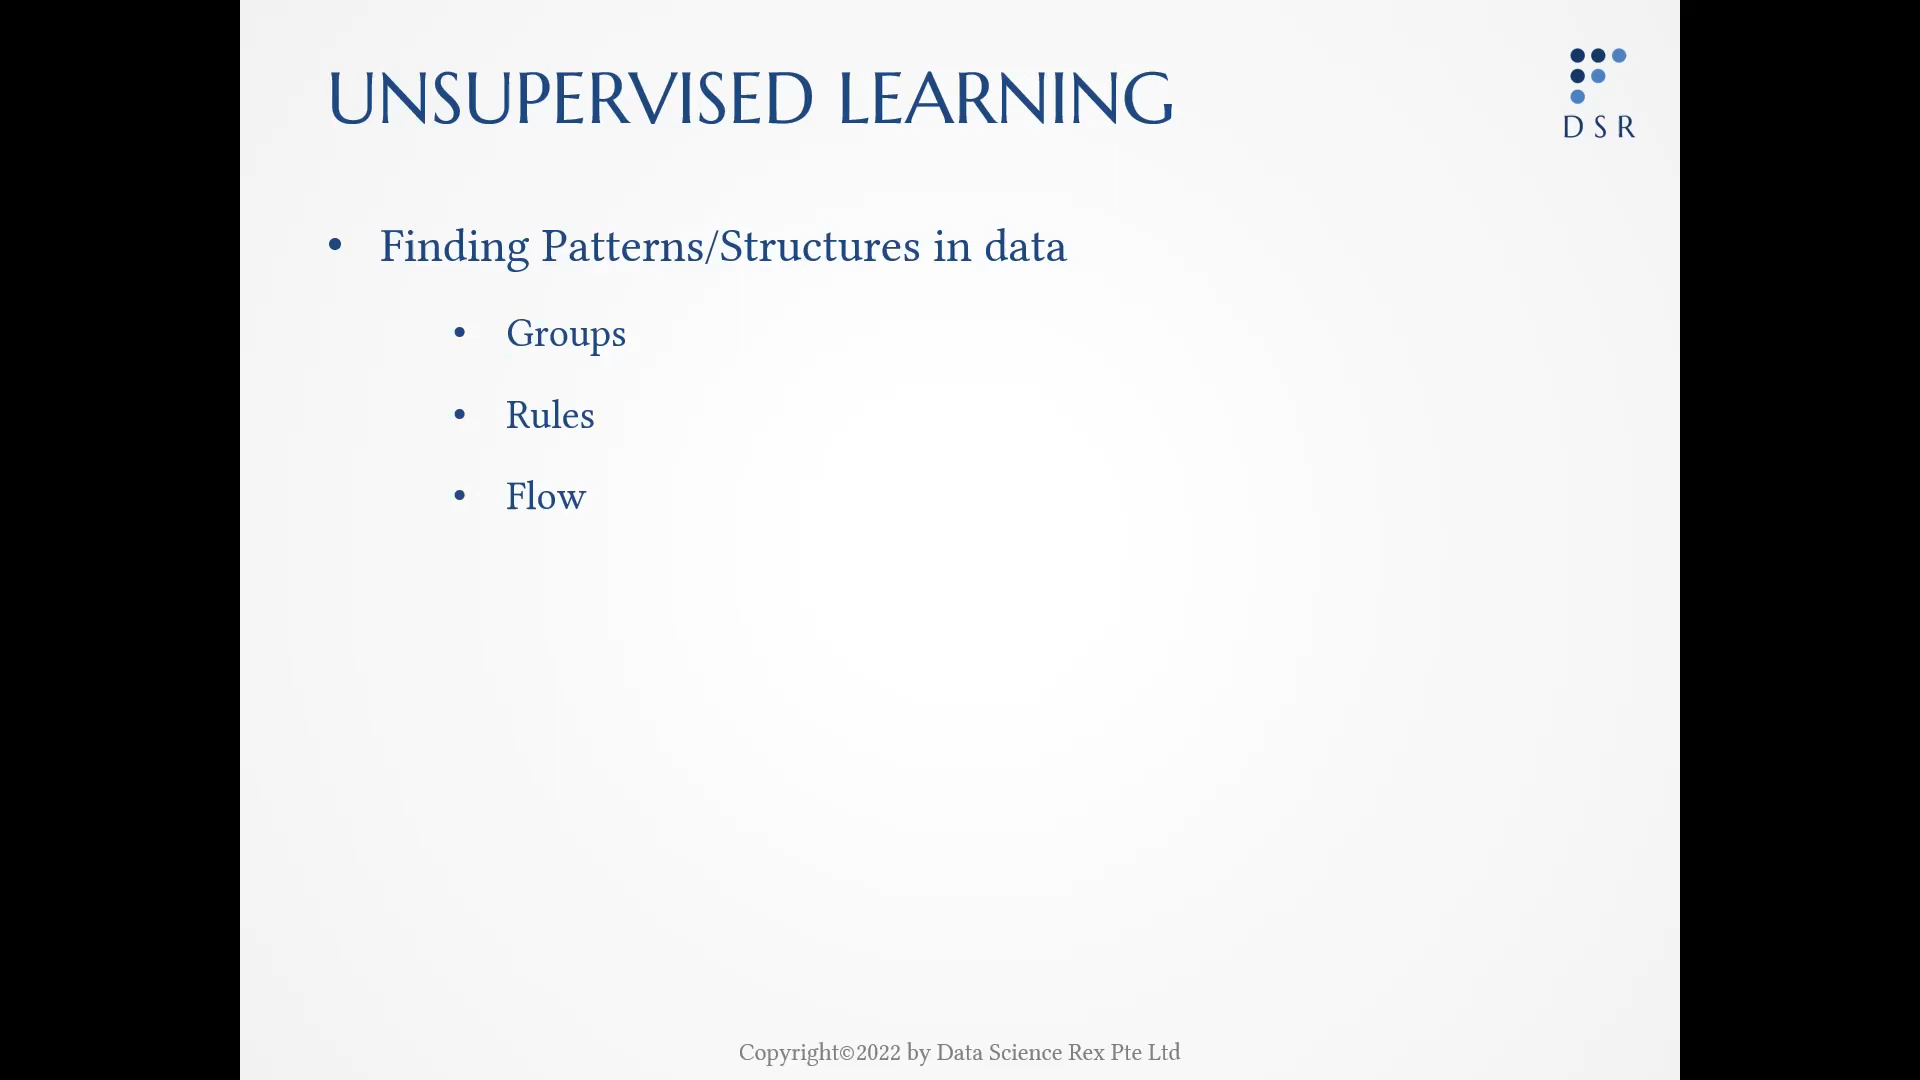 UNSUPERVISED LEARNING
DSR
• Finding Patterns/Structures in data
• Groups
• Rules
• Flow
Copyright©2022 by Data Science Rex Pte Ltd